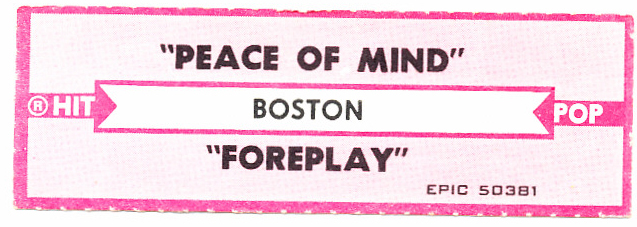 "PEACE OF MIND"
® HIT BOSTON POP
"FOREPLAY"
EPIC 50381